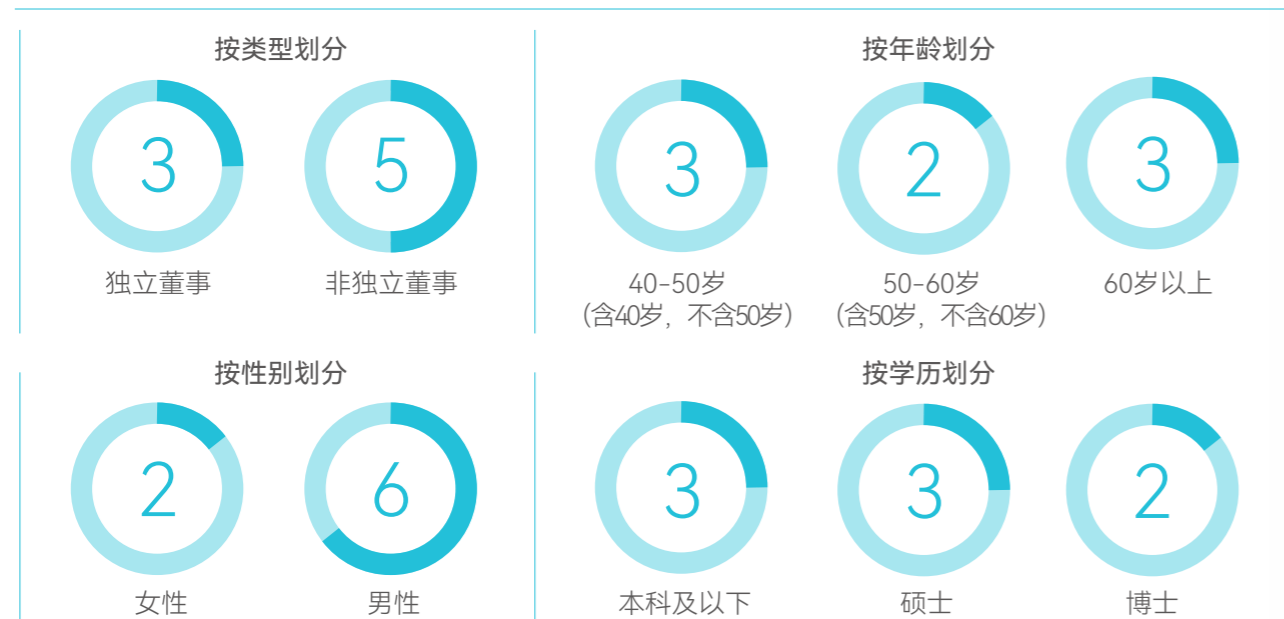 按类型划分
3
5
独立董事
非独立董事
按年龄划分
3
2
3
40-50岁
(含40岁，不含50岁)
50-60岁
(含50岁，不含60岁)
60岁以上
按性别划分
2
6
女性
男性
按学历划分
3
3
2
本科及以下
硕士
博士